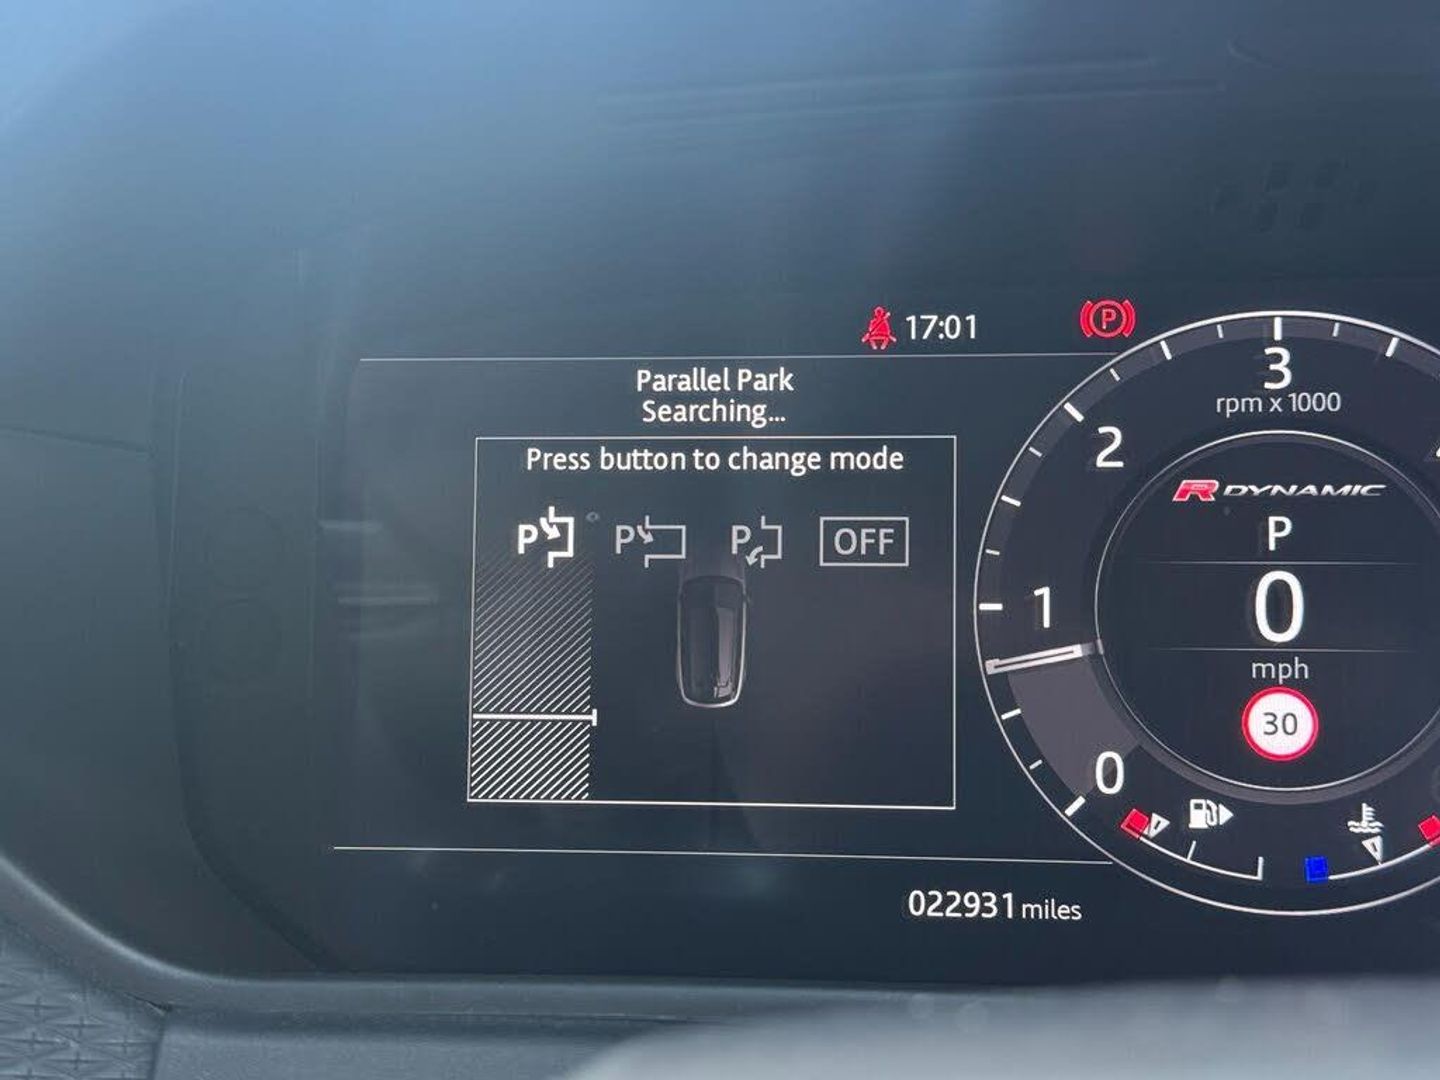 17:01
Parallel Park
Searching...
Press button to change mode
P P P OFF
P
3
rpm x 1000
2
1
0
R DYNAMIC
P
0
mph
30
022931 miles